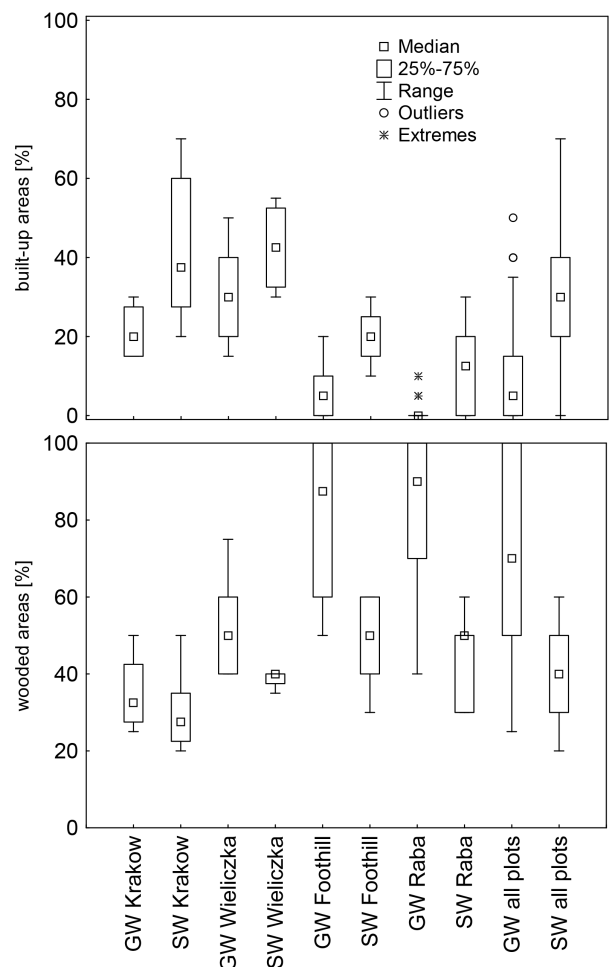 100
80
60
40
20
0
built-up areas [%]
Median
25%-75%
Range
Outliers
Extremes
100
80
60
40
20
0
wooded areas [%]
GW Krakow
SW Krakow
GW Wieliczka
SW Wieliczka
GW Foothill
SW Foothill
GW Raba
SW Raba
GW all plots
SW all plots